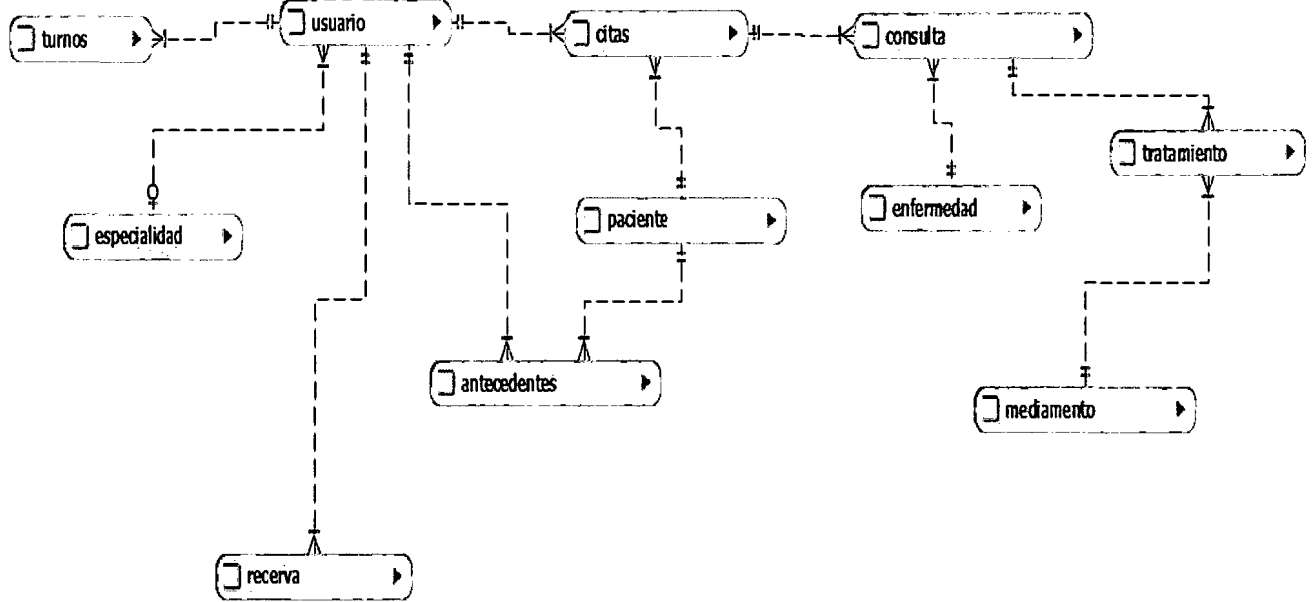 turnos
usuario
citas
consulta
tratamiento
especialidad
paciente
enfermedad
antecedentes
mediamento
recerva